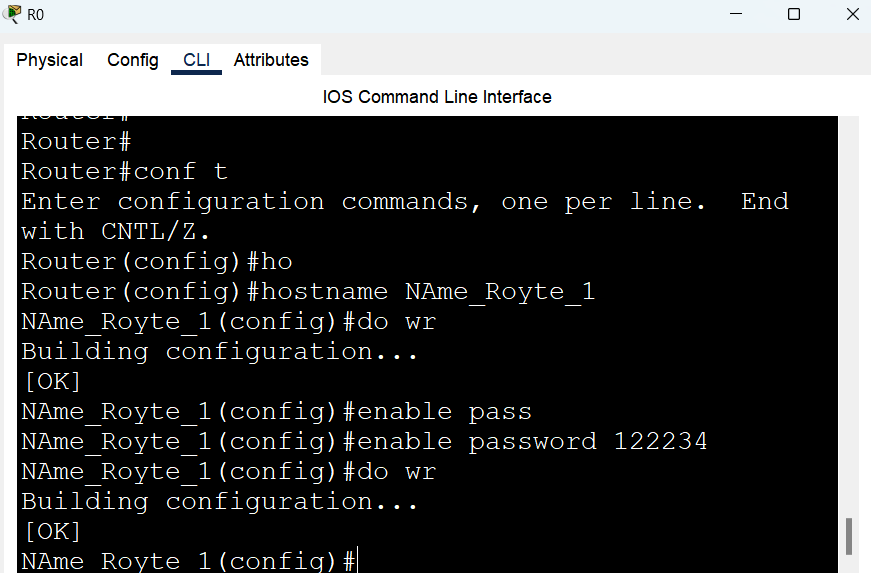 R0
Physical Config CLI Attributes
IOS Command Line Interface
Router#
Router#
Router#conf t
Enter configuration commands, one per line.  End
with CNTL/Z.
Router(config)#ho
Router(config)#hostname NAme_Royte_1
NAme_Royte_1(config)#do wr
Building configuration...
[OK]
NAme_Royte_1(config)#enable pass
NAme_Royte_1(config)#enable password 122234
NAme_Royte_1(config)#do wr
Building configuration...
[OK]
NAme_Royte_1(config)#